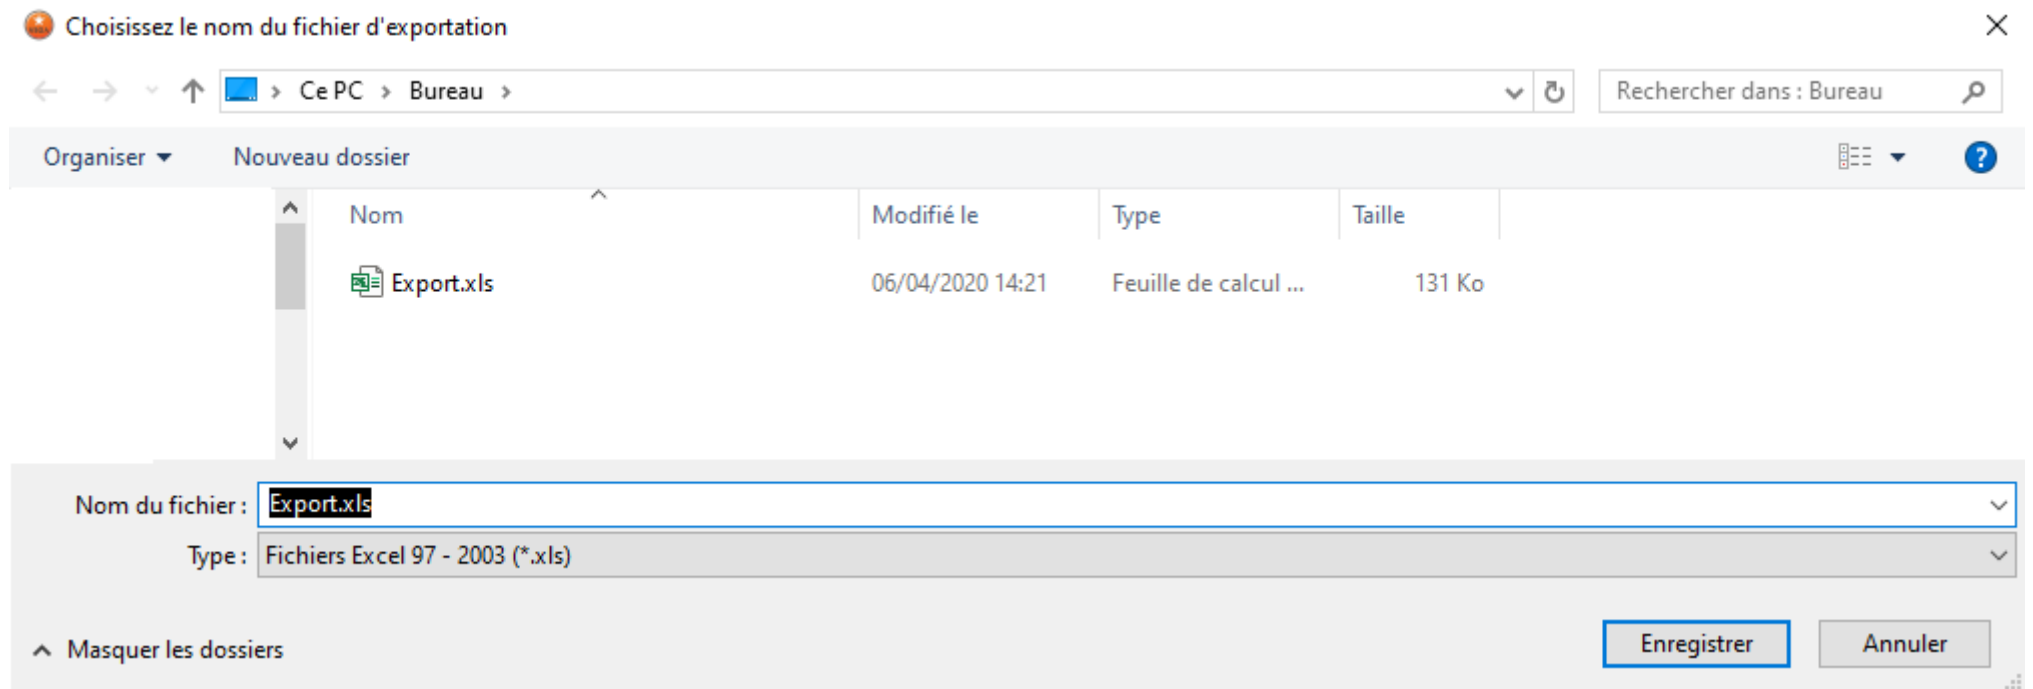 Choisissez le nom du fichier d'exportation
Ce PC > Bureau >
Rechercher dans : Bureau
Organiser
Nouveau dossier
Nom
Modifié le
Type
Taille
Export.xls
06/04/2020 14:21
Feuille de calcul ...
131 Ko
Nom du fichier : Export.xls
Type : Fichiers Excel 97 - 2003 (*.xls)
Masquer les dossiers
Enregistrer
Annuler